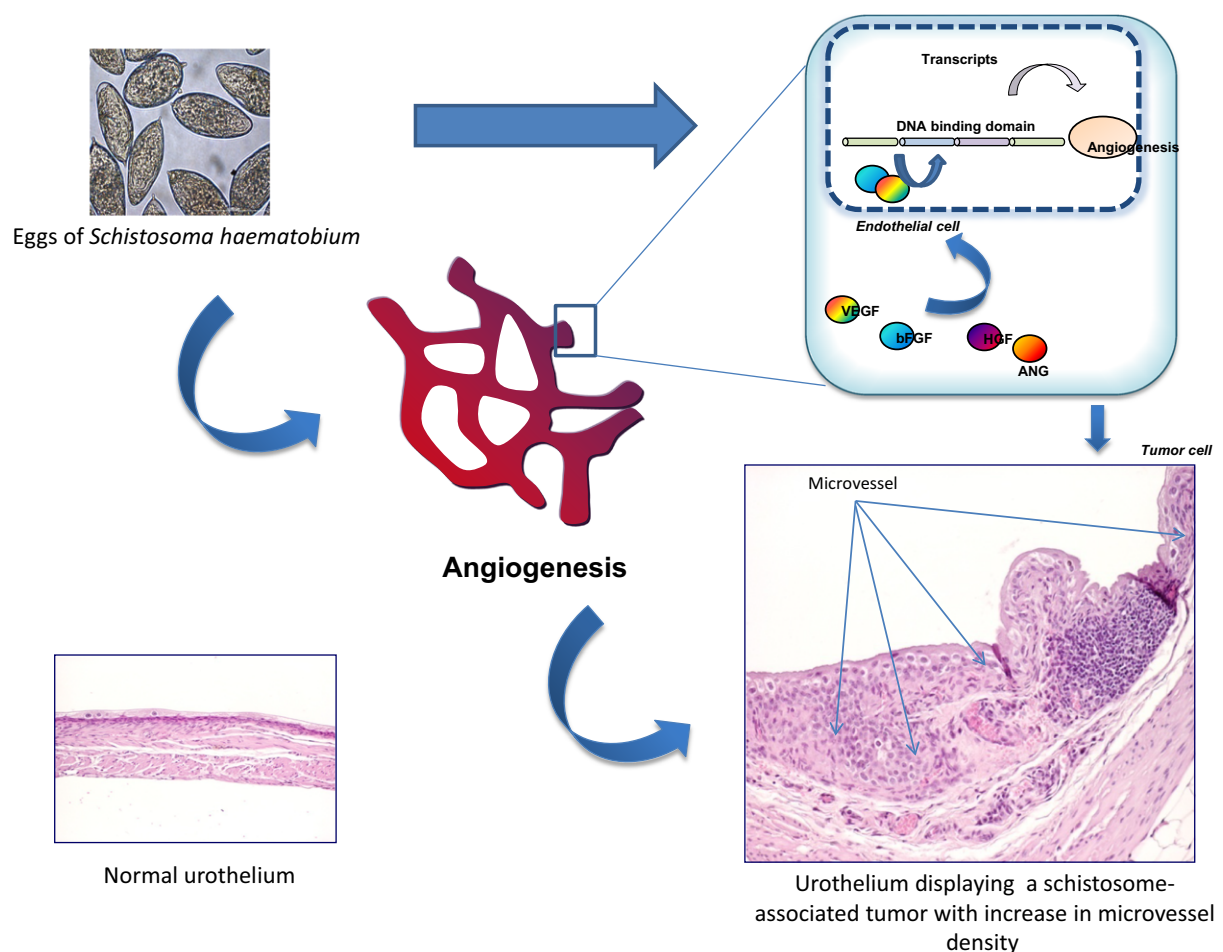 Transcripts
DNA binding domain
Angiogenesis
Endothelial cell
Eggs of Schistosoma haematobium
VEGF
bFGF
HGF
ANG
Tumor cell
Microvessel
Angiogenesis
Normal urothelium
Urothelium displaying a schistosome-
associated tumor with increase in microvessel
density